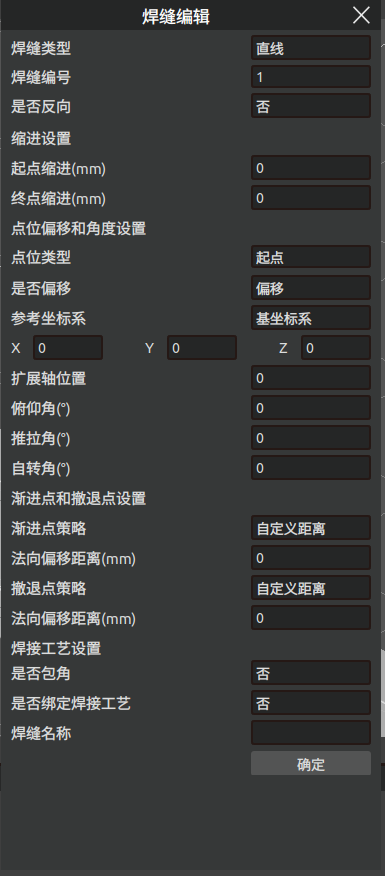 焊缝编辑
焊缝类型 直线
焊缝编号 1
是否反向 否
缩进设置
起点缩进(mm) 0
终点缩进(mm) 0
点位偏移和角度设置
点位类型 起点
是否偏移 偏移
参考坐标系 基坐标系
X 0 Y 0 Z 0
扩展轴位置 0
俯仰角(°) 0
推拉角(°) 0
自转角(°) 0
渐进点和撤退点设置
渐进点策略 自定义距离
法向偏移距离(mm) 0
撤退点策略 自定义距离
法向偏移距离(mm) 0
焊接工艺设置
是否包角 否
是否绑定焊接工艺 否
焊缝名称
确定